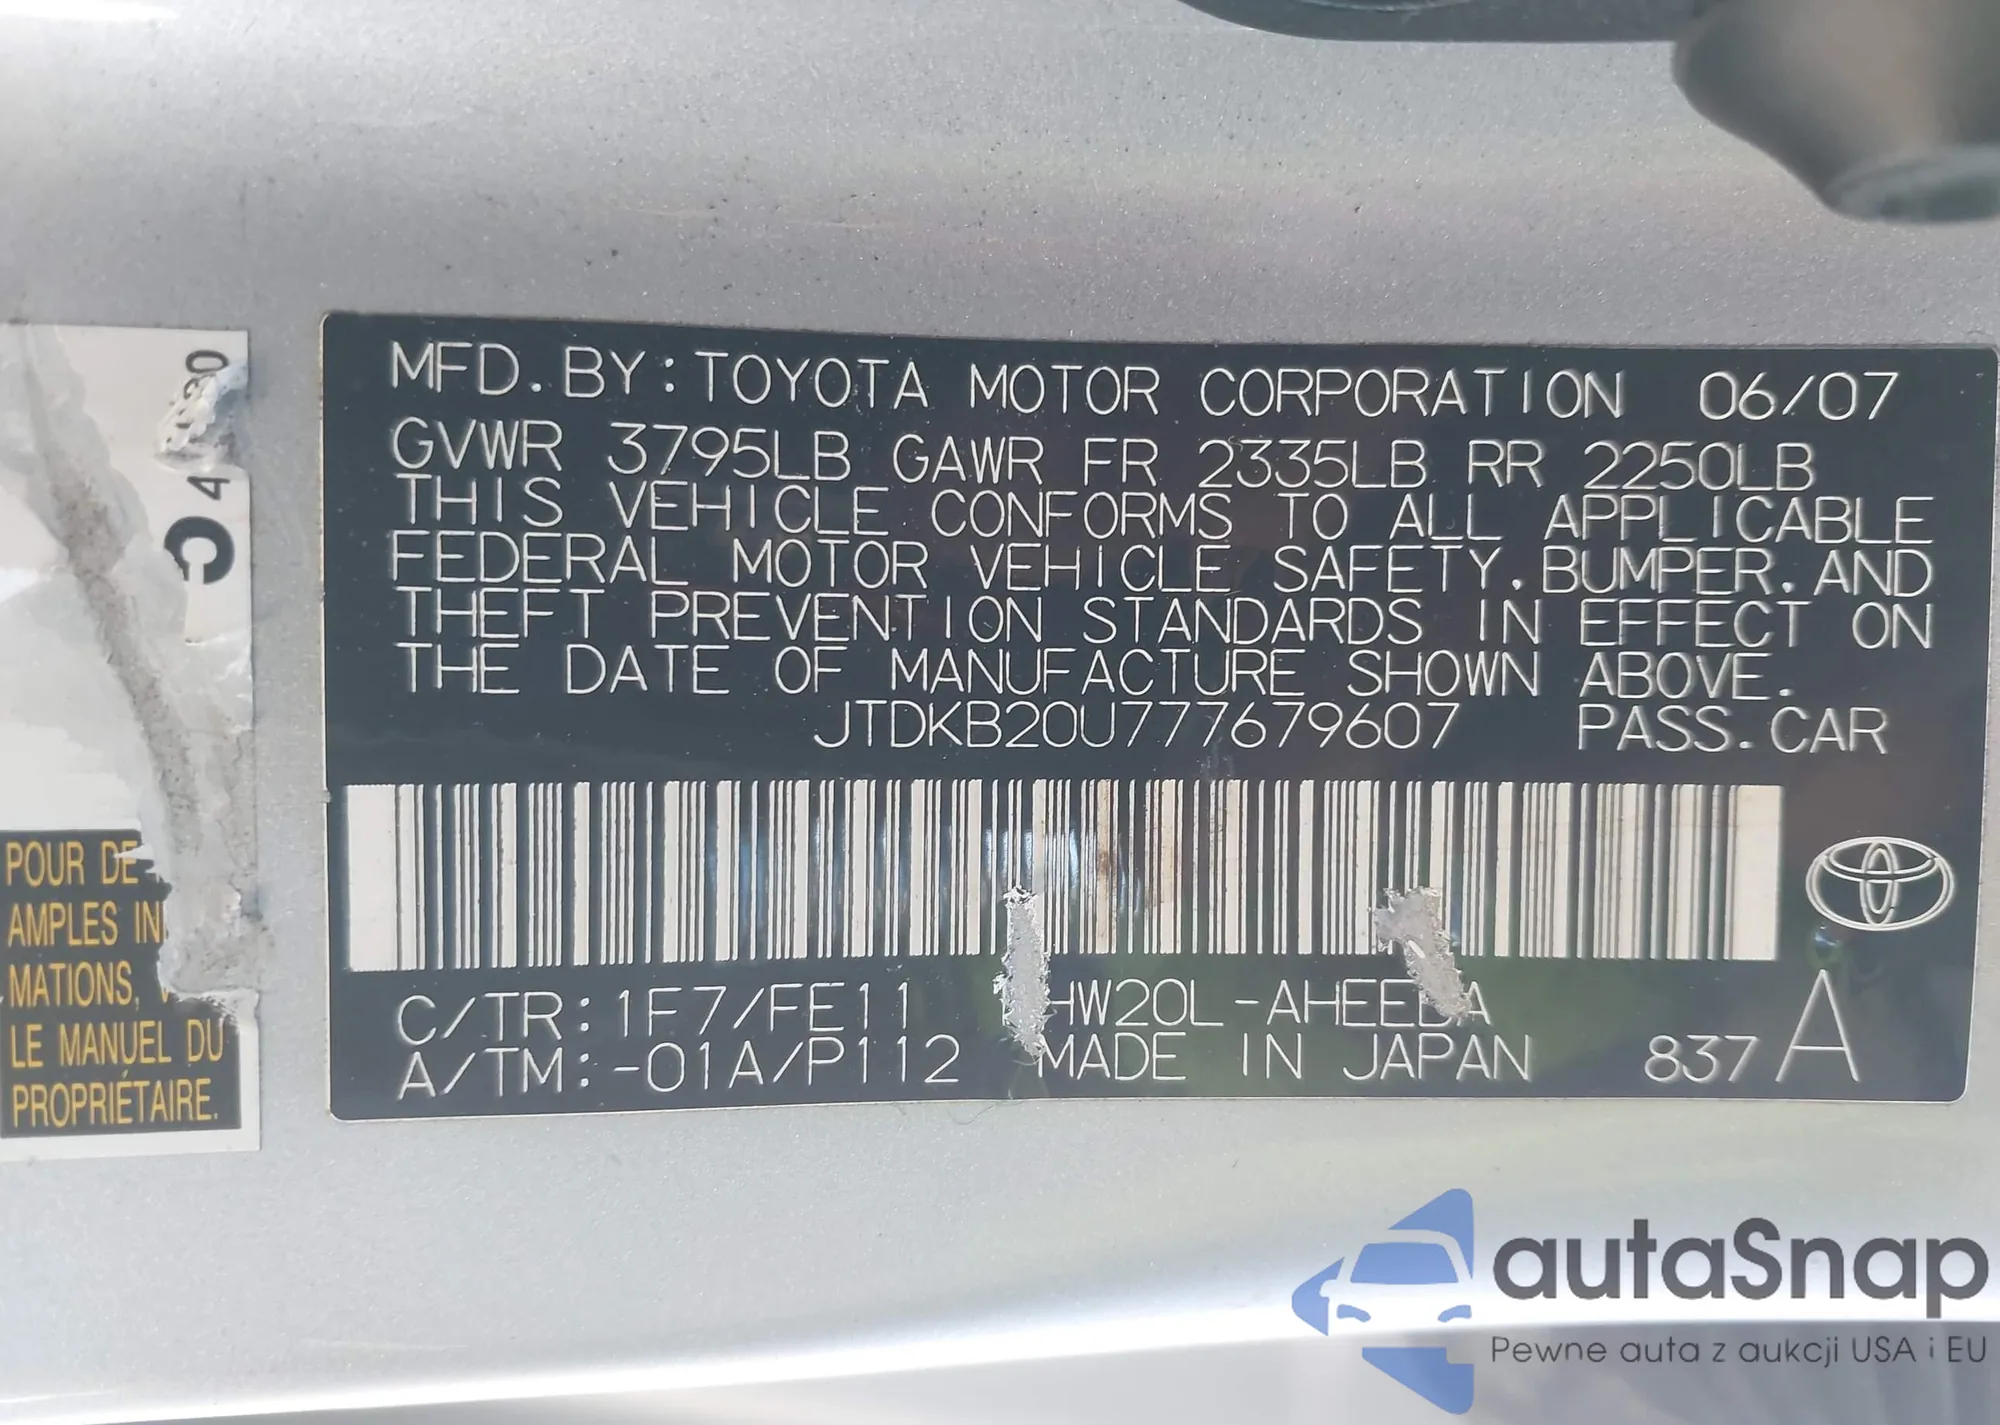 MFD. BY: TOYOTA MOTOR CORPORATION 06/07
GVWR 3795LB GAWR FR 2335LB RR 2250LB
THIS VEHICLE CONFORMS TO ALL APPLICABLE
FEDERAL MOTOR VEHICLE SAFETY, BUMPER, AND
THEFT PREVENTION STANDARDS IN EFFECT ON
THE DATE OF MANUFACTURE SHOWN ABOVE.
JTDKB20U777679607 PASS. CAR
C/TR: 1F7/FE11 HW20L-AHEE
A/TM: -01A/P112 MADE IN JAPAN 837 A
POUR DE
AMPLES IN
MATIONS,
LE MANUEL DU
PROPRIÉTAIRE.
autaSnap
Pewne auta z aukcji USA i EU